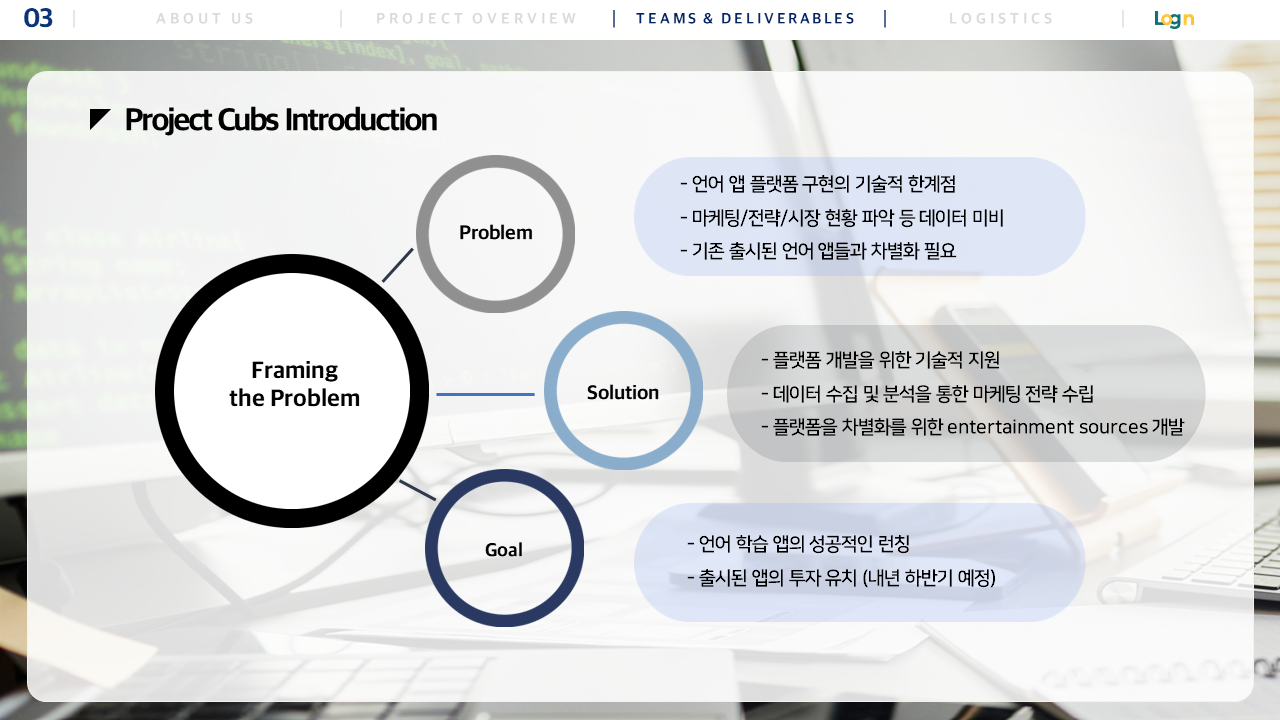 03
ABOUT US
PROJECT OVERVIEW
TEAMS & DELIVERABLES
LOGISTICS
Login
Project Cubs Introduction
Framing
the Problem
Problem
- 언어 앱 플랫폼 구현의 기술적 한계점
- 마케팅/전략/시장 현황 파악 등 데이터 미비
- 기존 출시된 언어 앱들과 차별화 필요
Solution
- 플랫폼 개발을 위한 기술적 지원
- 데이터 수집 및 분석을 통한 마케팅 전략 수립
- 플랫폼을 차별화를 위한 entertainment sources 개발
Goal
- 언어 학습 앱의 성공적인 런칭
- 출시된 앱의 투자 유치 (내년 하반기 예정)